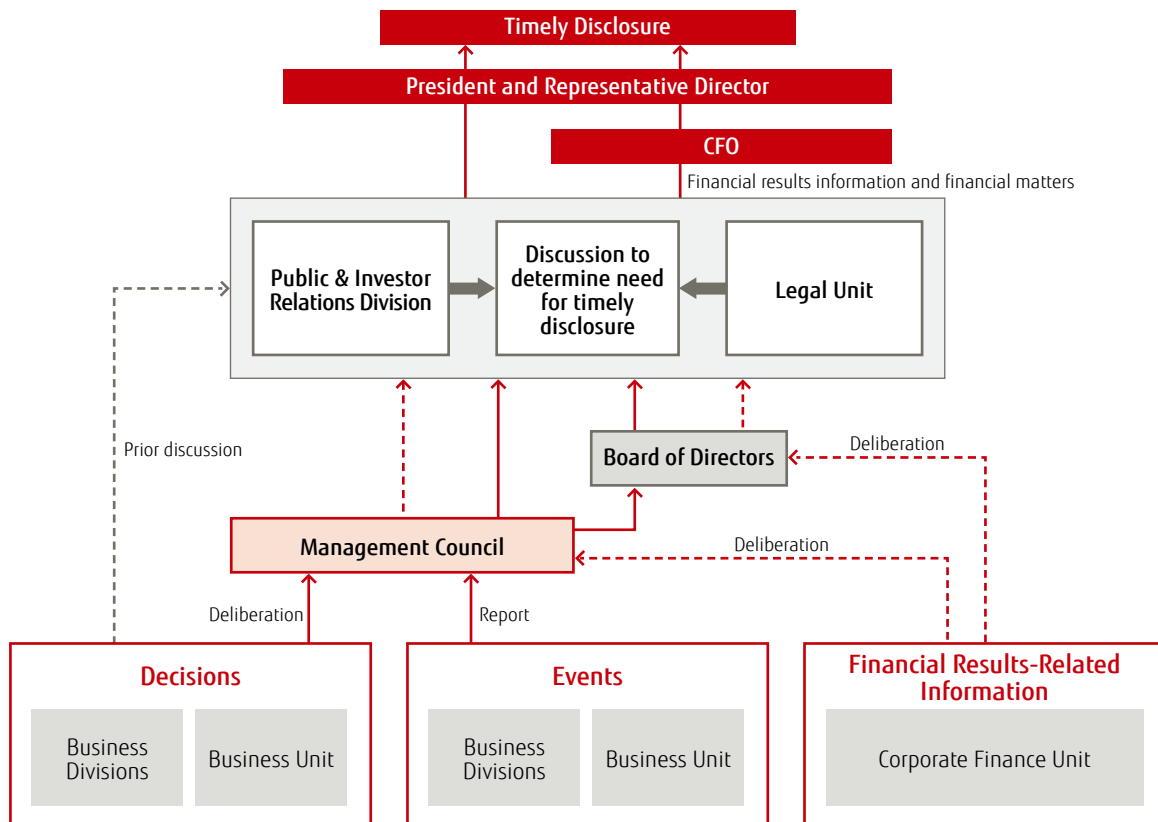 Timely Disclosure
President and Representative Director
CFO
Financial results information and financial matters
Public & Investor
Relations Division
Discussion to
determine need
for timely
disclosure
Legal Unit
Prior discussion
Board of Directors
Deliberation
Management Council
Deliberation
Deliberation
Report
Decisions
Business
Divisions
Business Unit
Events
Business
Divisions
Business Unit
Financial Results-Related
Information
Corporate Finance Unit